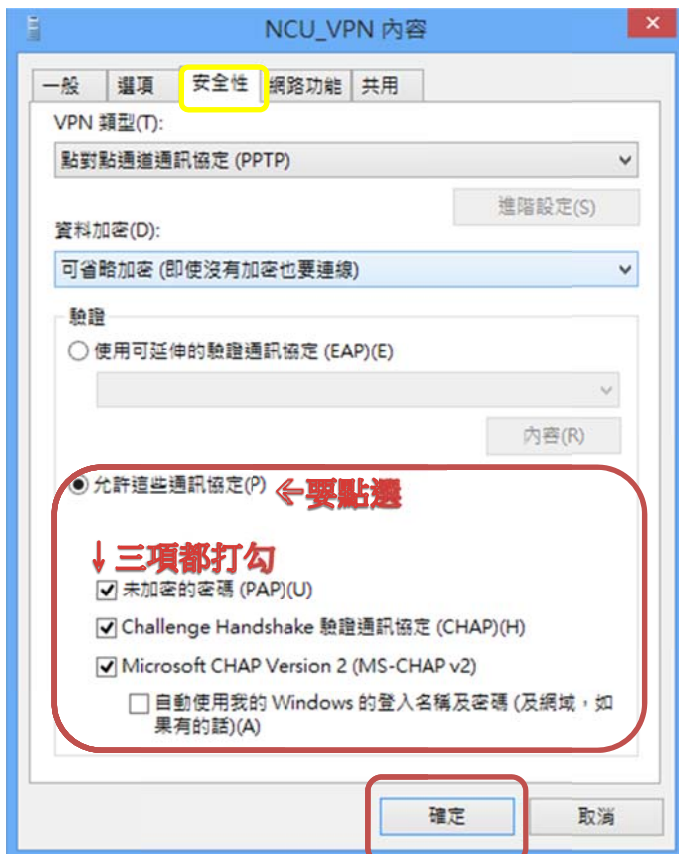 NCU_VPN 內容
一般 選項 安全性 網路功能 共用
VPN 類型(T):
點對點通道通訊協定 (PPTP)
進階設定(S)
資料加密(D):
可省略加密 (即使沒有加密也要連線)
驗證
使用可延伸的驗證通訊協定 (EAP)(E)
內容(R)
允許這些通訊協定(P) ←要點選
↓三項都打勾
未加密的密碼 (PAP)(U)
Challenge Handshake 驗證通訊協定 (CHAP)(H)
Microsoft CHAP Version 2 (MS-CHAP v2)
自動使用我的 Windows 的登入名稱及密碼 (及網域，如
果有的話)(A)
確定 取消